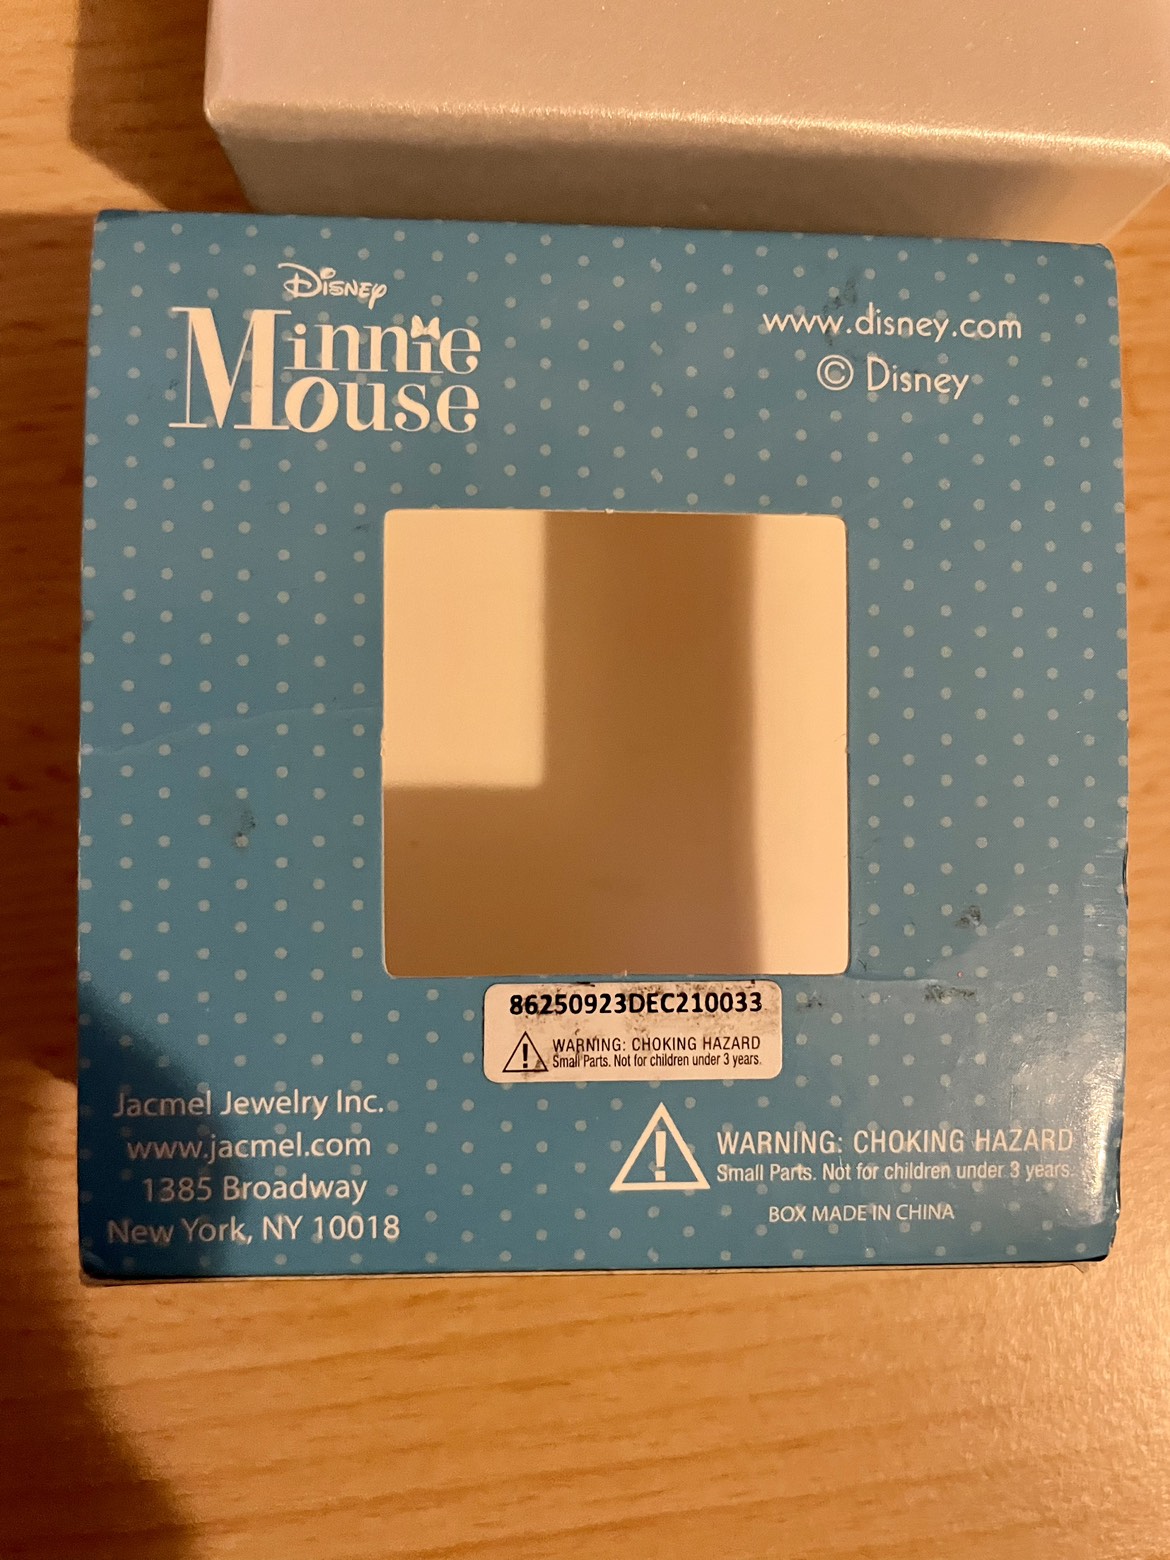 Disney
Minnie
Mouse
www.disney.com
© Disney
86250923DEC210033
WARNING: CHOKING HAZARD
Small Parts. Not for children under 3 years.
Jacmel Jewelry Inc.
www.jacmel.com
1385 Broadway
New York, NY 10018
WARNING: CHOKING HAZARD
Small Parts. Not for children under 3 years.
BOX MADE IN CHINA